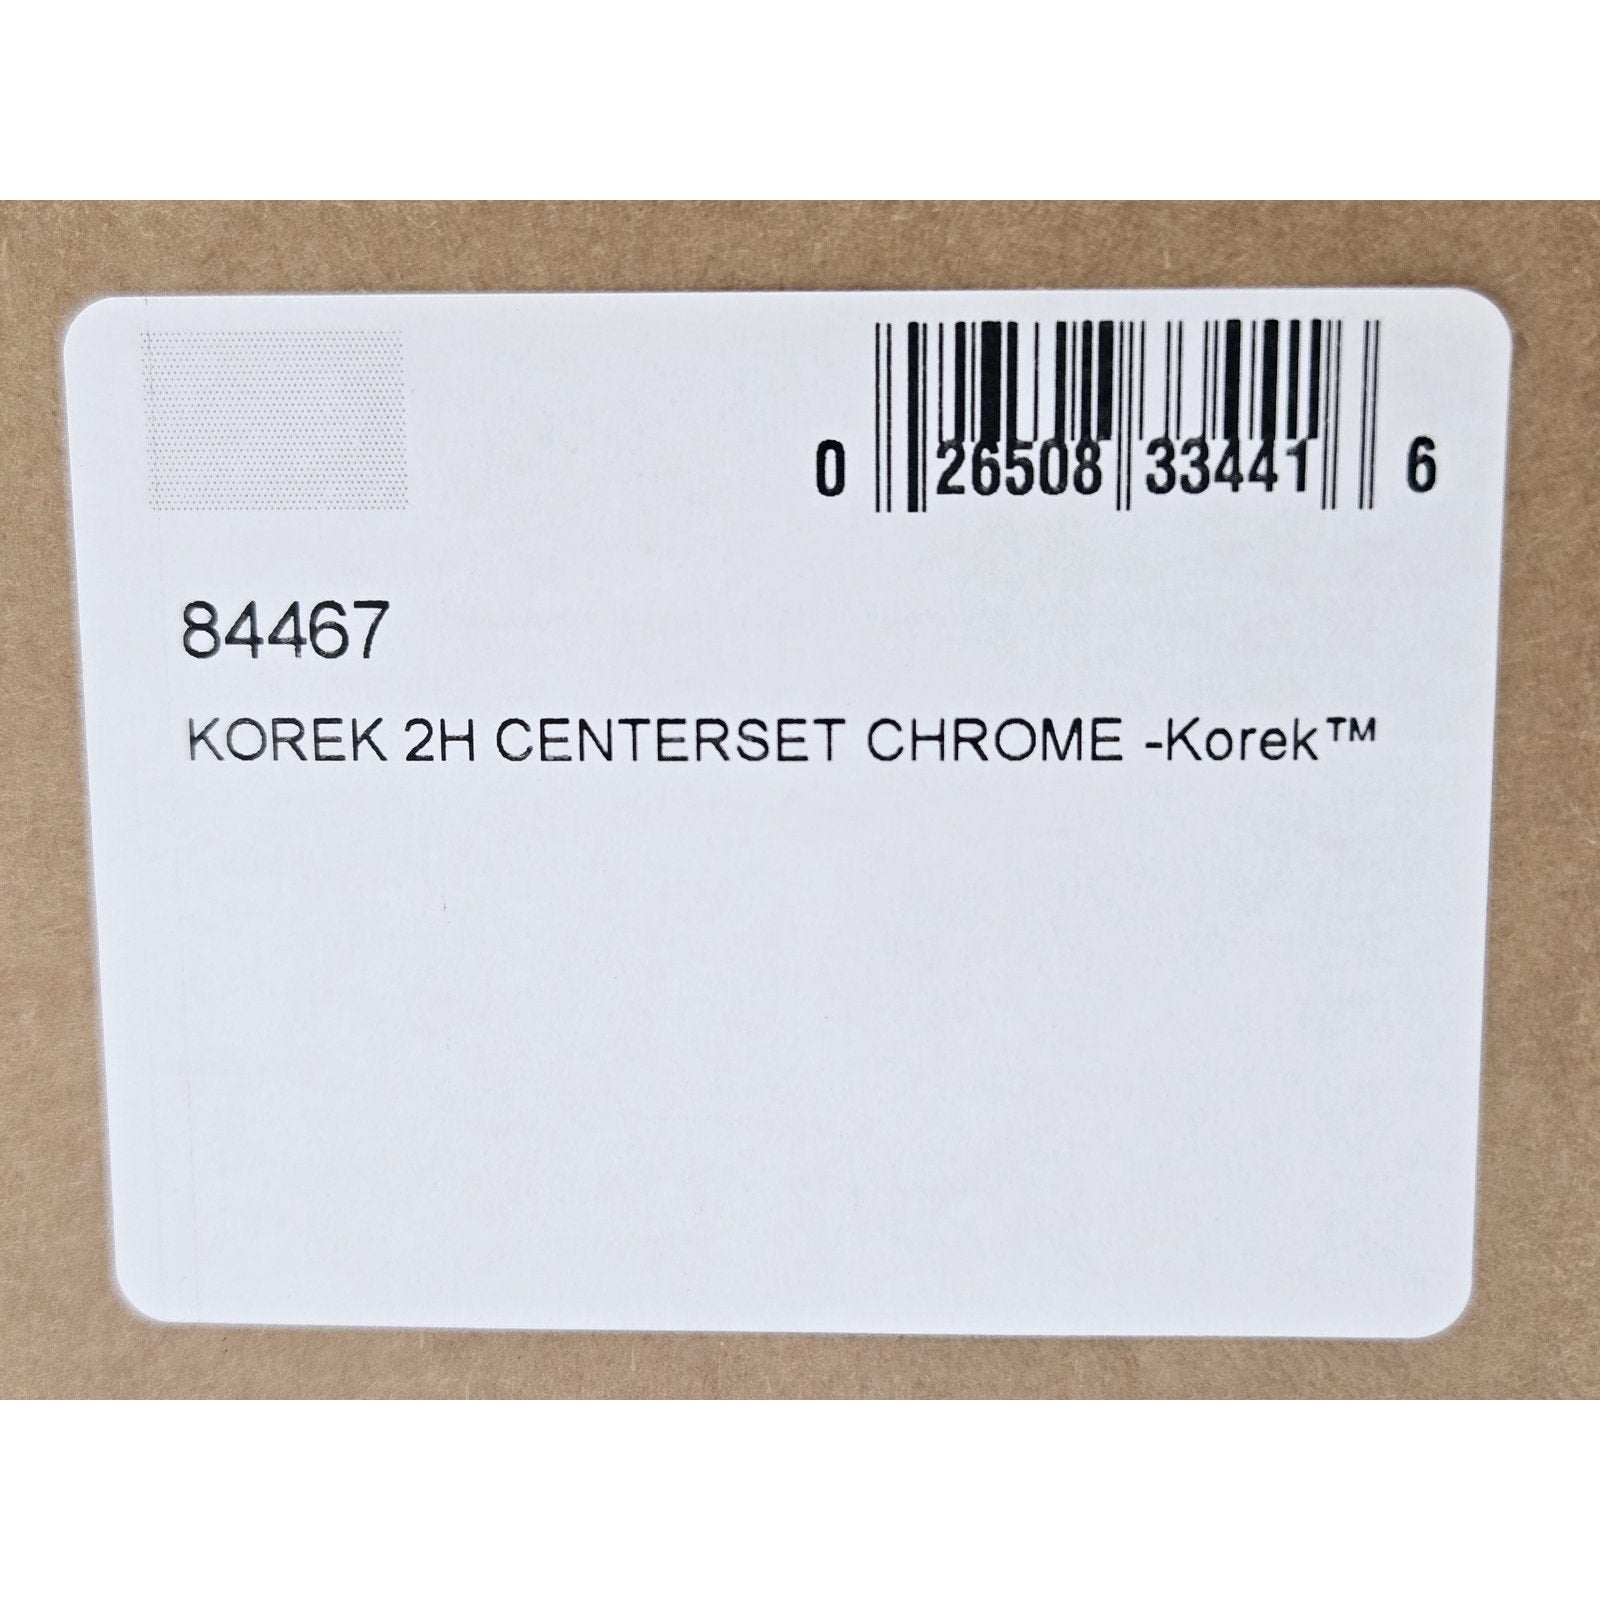 0 26508 33441 6
84467
KOREK 2H CENTERSET CHROME -Korek™